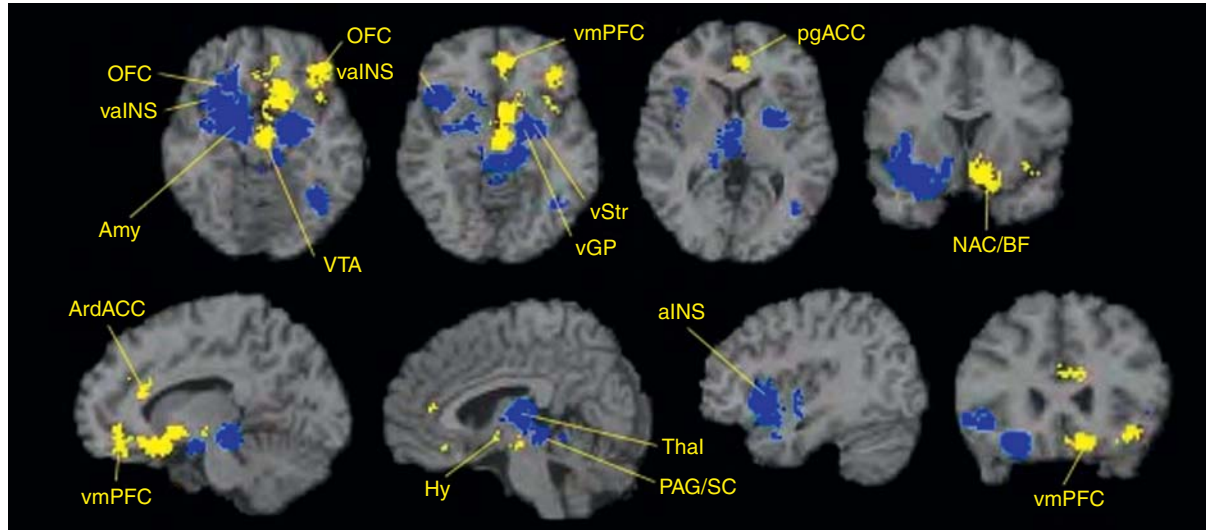 OFC
vmPFC
pgACC
OFC
vaINS
vaINS
Amy
VTA
vStr
vGP
NAC/BF
ArdACC
aINS
vmPFC
Hy
Thal
PAG/SC
vmPFC